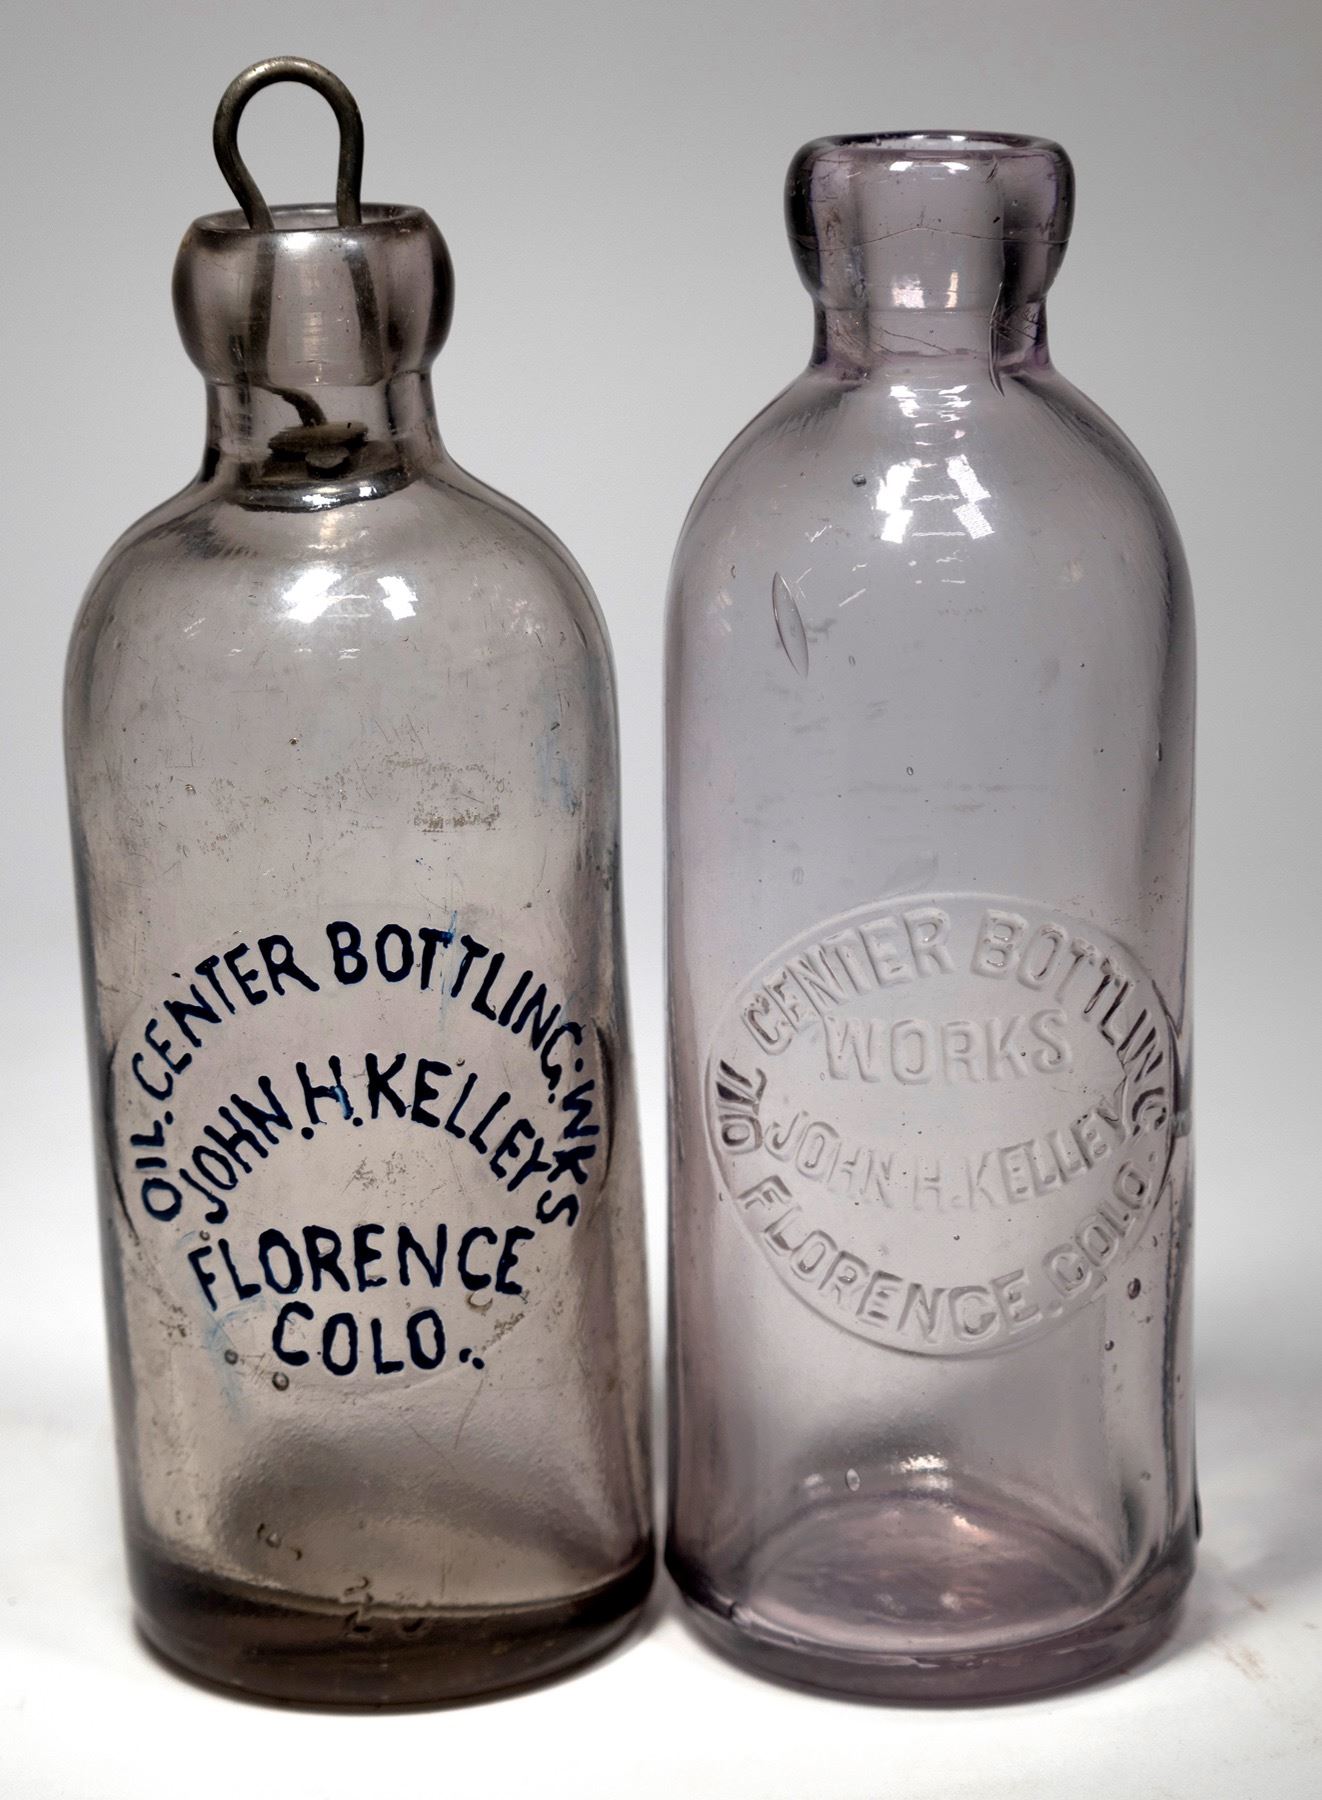 OIL. CENTER BOTTLING. WKS
JOHN. H. KELLEY'S
FLORENCE
COLO..
OIL CENTER BOTTLING
WORKS
JOHN H. KELLEY
FLORENCE. COLO.